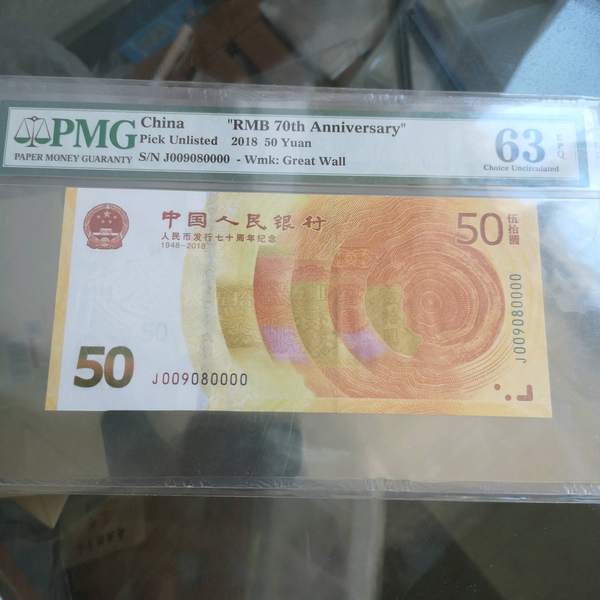 PMG
PAPER MONEY GUARANTY
China "RMB 70th Anniversary"
Pick Unlisted 2018 50 Yuan
S/N J009080000 - Wmk: Great Wall
63 EPQ
Choice Uncirculated
中国人民银行
人民币发行七十周年纪念
1948-2018
50 伍拾圆
50
J009080000
J009080000